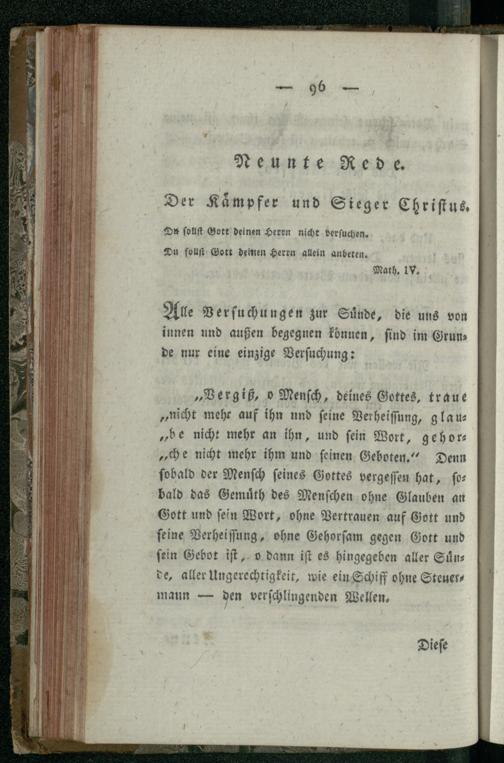 — 96 —
Neunte Rede.
Der Kämpfer und Sieger Christus.
Du sollst Gott deinen Herrn nicht versuchen.
Du sollst Gott deinen Herrn allein anbeten.
Math. IV.
Alle Versuchungen zur Sünde, die uns von
innen und außen begegnen können, sind im Grun-
de nur eine einzige Versuchung:
„Vergiß, o Mensch, deines Gottes, traue
„nicht mehr auf ihn und seine Verheissung, glau-
„be nicht mehr an ihn, und sein Wort, gehor-
„che nicht mehr ihm und seinen Geboten.“ Denn
sobald der Mensch seines Gottes vergessen hat, so-
bald das Gemüth des Menschen ohne Glauben an
Gott und sein Wort, ohne Vertrauen auf Gott und
seine Verheissung, ohne Gehorsam gegen Gott und
sein Gebot ist, o dann ist es hingegeben aller Sün-
de, aller Ungerechtigkeit, wie ein Schiff ohne Steuer-
mann — den verschlingenden Wellen.
Diese